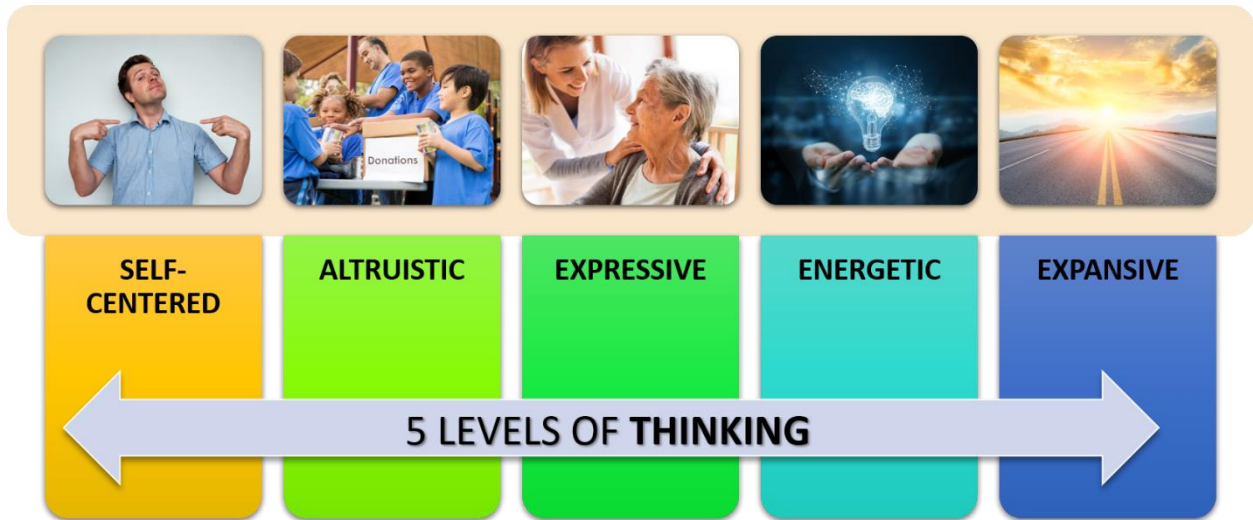 Donations
SELF-
CENTERED
ALTRUISTIC
EXPRESSIVE
ENERGETIC
EXPANSIVE
5 LEVELS OF THINKING